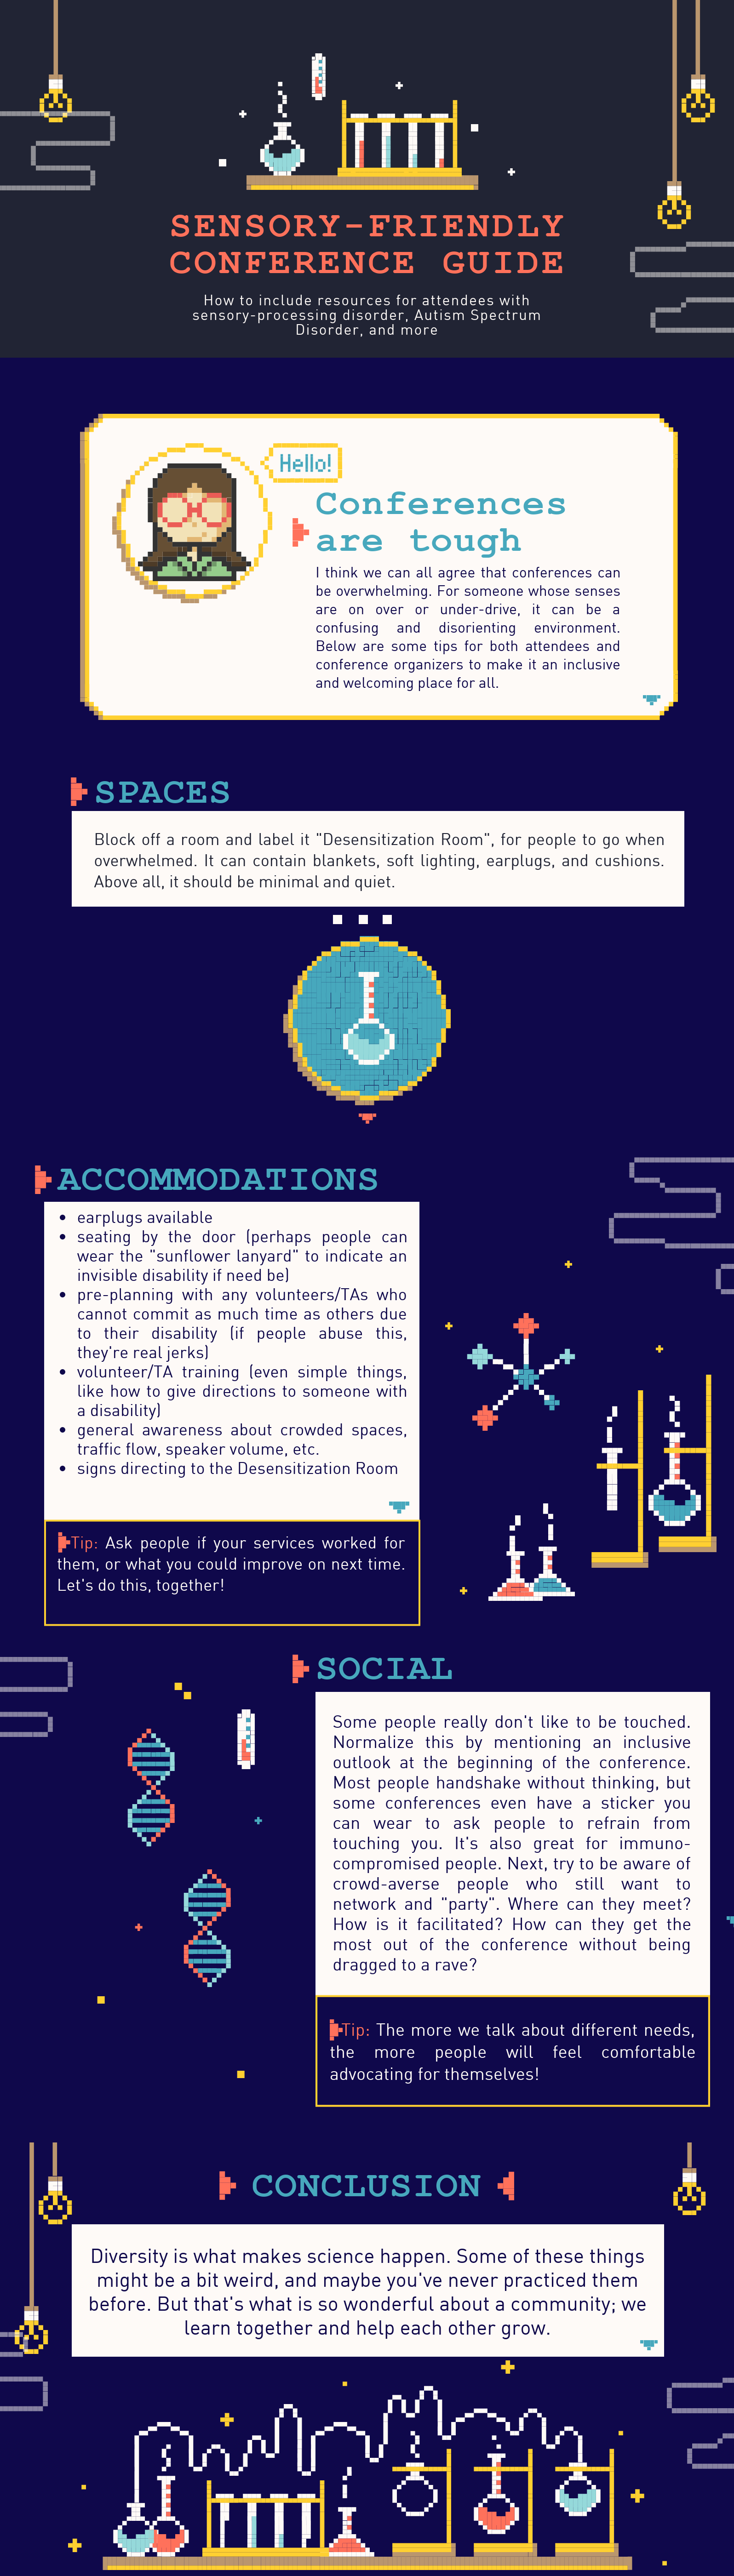 SENSORY-FRIENDLY
CONFERENCE GUIDE
How to include resources for attendees with
sensory-processing disorder, Autism Spectrum
Disorder, and more
Hello!
Conferences
are tough
I think we can all agree that conferences can
be overwhelming. For someone whose senses
are on over or under-drive, it can be a
confusing and disorienting environment.
Below are some tips for both attendees and
conference organizers to make it an inclusive
and welcoming place for all.
SPACES
Block off a room and label it "Desensitization Room", for people to go when
overwhelmed. It can contain blankets, soft lighting, earplugs, and cushions.
Above all, it should be minimal and quiet.
ACCOMMODATIONS
• earplugs available
• seating by the door (perhaps people can
wear the "sunflower lanyard" to indicate an
invisible disability if need be)
• pre-planning with any volunteers/TAs who
cannot commit as much time as others due
to their disability (if people abuse this,
they're real jerks)
• volunteer/TA training (even simple things,
like how to give directions to someone with
a disability)
• general awareness about crowded spaces,
traffic flow, speaker volume, etc.
• signs directing to the Desensitization Room
Tip: Ask people if your services worked for
them, or what you could improve on next time.
Let's do this, together!
SOCIAL
Some people really don't like to be touched.
Normalize this by mentioning an inclusive
outlook at the beginning of the conference.
Most people handshake without thinking, but
some conferences even have a sticker you
can wear to ask people to refrain from
touching you. It's also great for immuno-
compromised people. Next, try to be aware of
crowd-averse people who still want to
network and "party". Where can they meet?
How is it facilitated? How can they get the
most out of the conference without being
dragged to a rave?
Tip: The more we talk about different needs,
the more people will feel comfortable
advocating for themselves!
CONCLUSION
Diversity is what makes science happen. Some of these things
might be a bit weird, and maybe you've never practiced them
before. But that's what is so wonderful about a community; we
learn together and help each other grow.